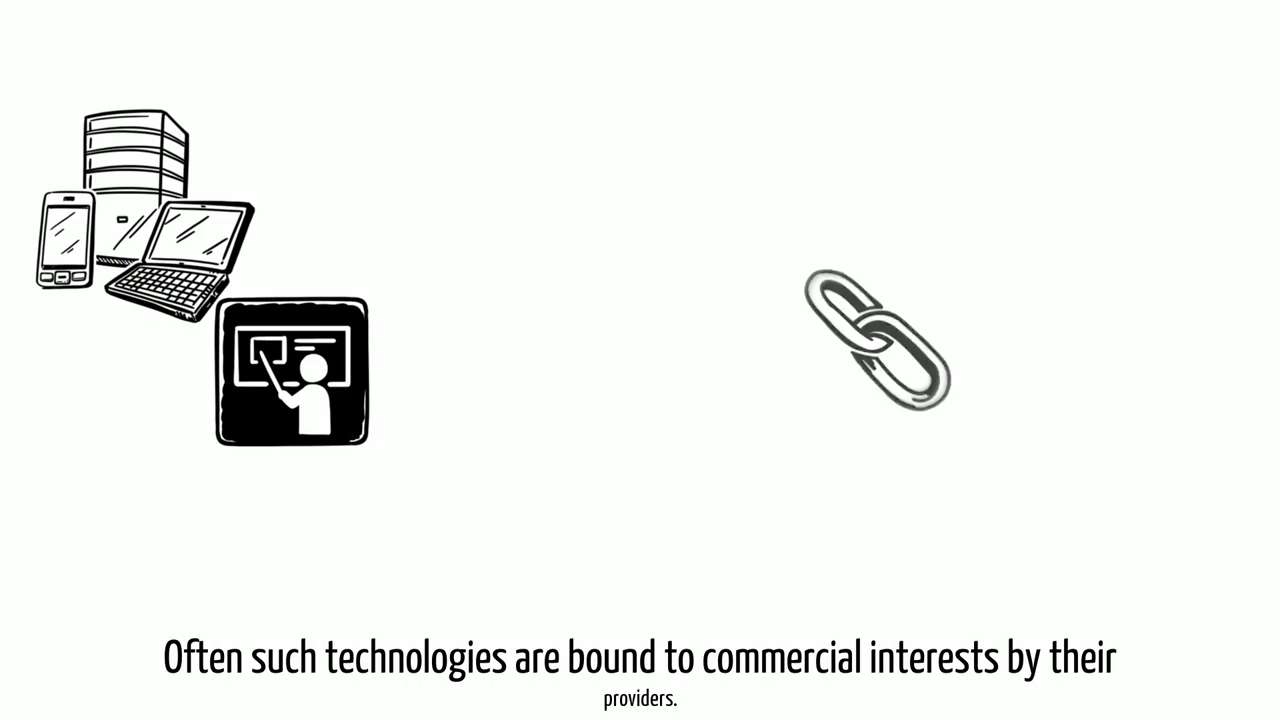 Often such technologies are bound to commercial interests by their
providers.